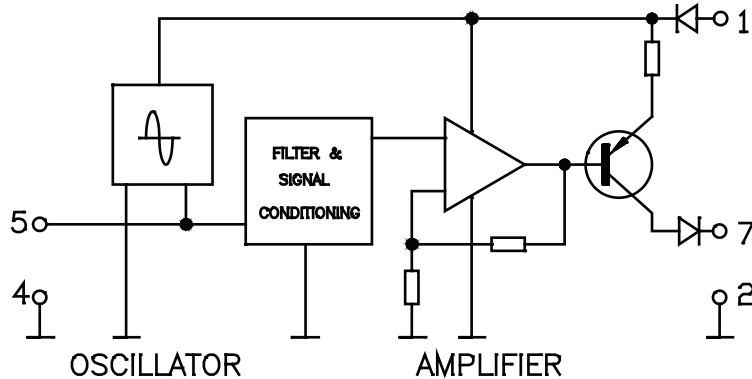 1
FILTER &
SIGNAL
CONDITIONING
5
7
4
2
OSCILLATOR
AMPLIFIER